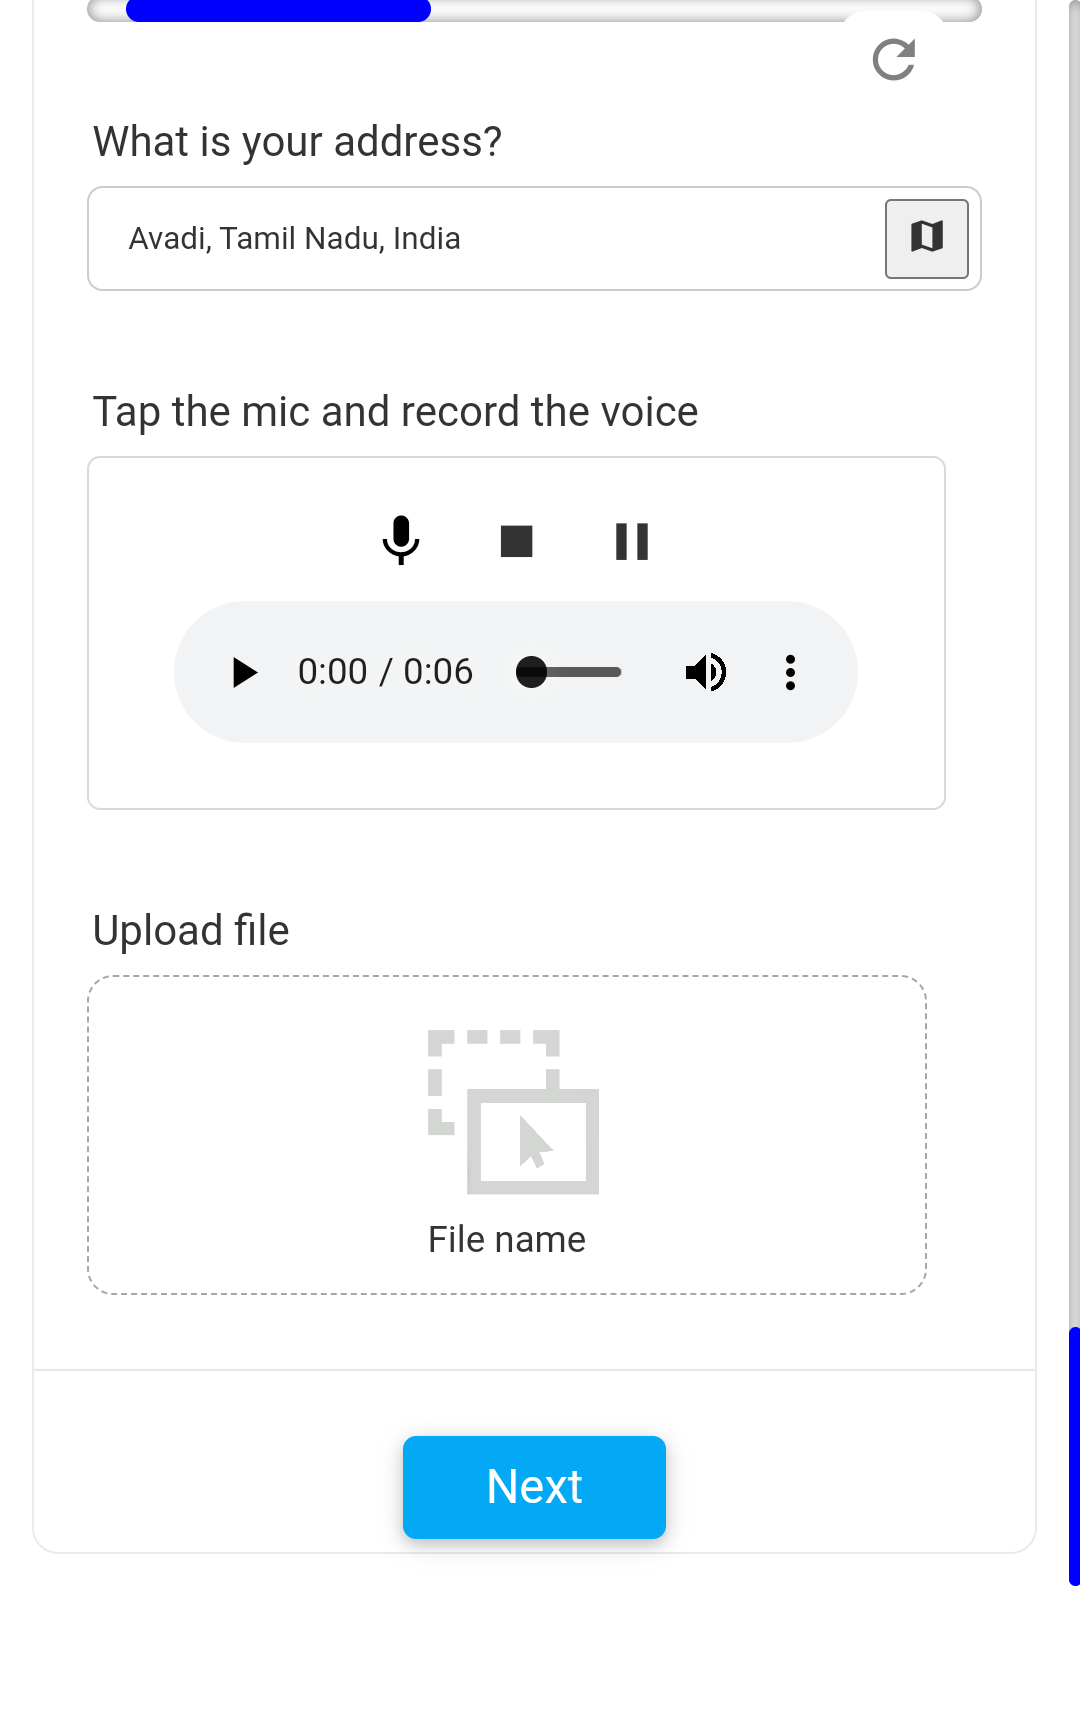 What is your address?
Avadi, Tamil Nadu, India
Tap the mic and record the voice
0:00 / 0:06
Upload file
File name
Next